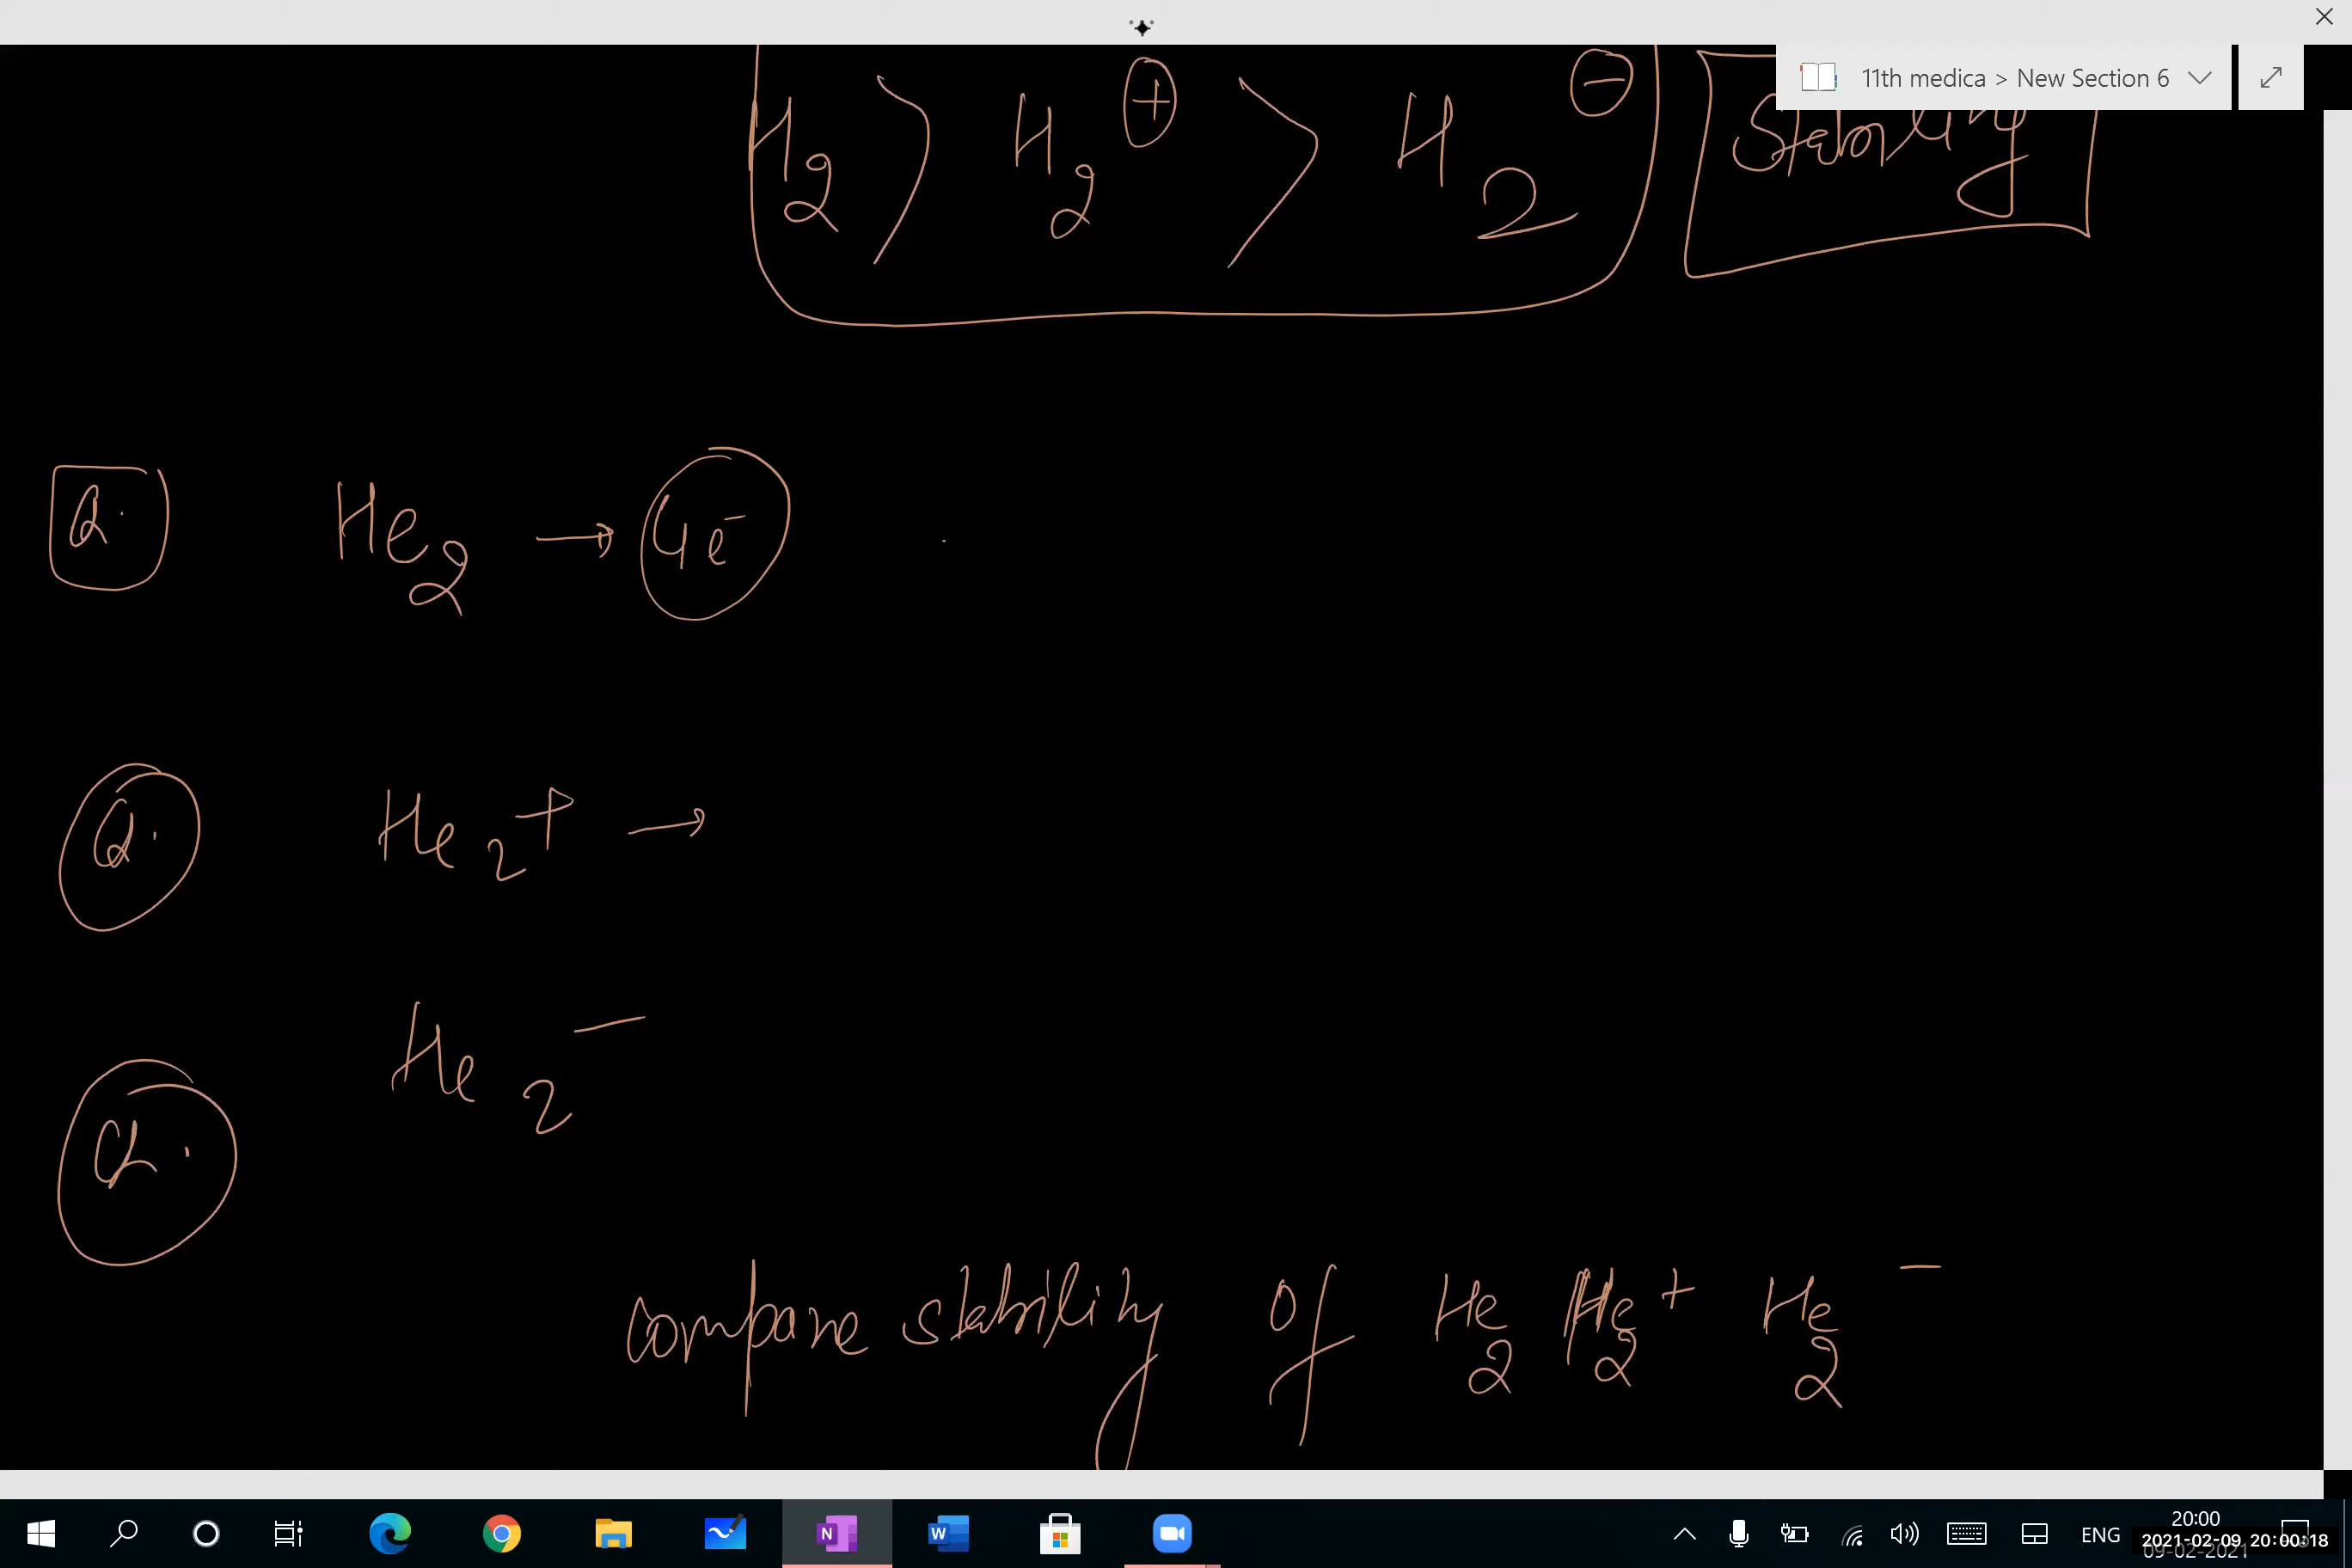 11th medica > New Section 6
H2 > H2⊕ > H2⊖ Stability
Q. He2 → 4e⁻
Q. He2+ →
Q. He2⁻
Compare stability of He2 He2+ He2⁻
N
W
ENG
20:00
2021-02-09 20:00:18
09-02-2021